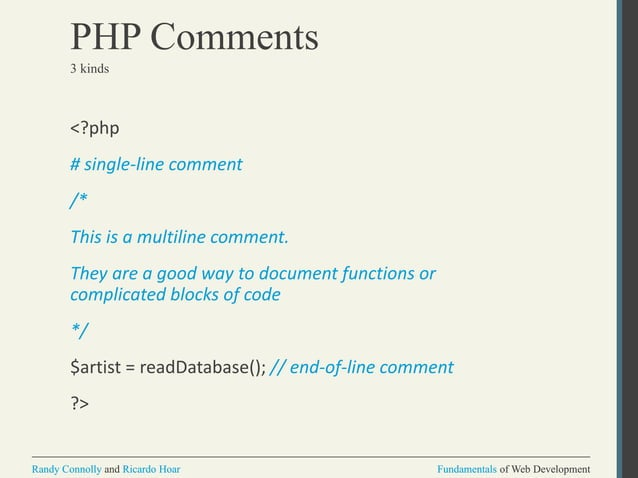 PHP Comments
3 kinds
<?php
# single-line comment
/*
This is a multiline comment.
They are a good way to document functions or
complicated blocks of code
*/
$artist = readDatabase(); // end-of-line comment
?>
Randy Connolly and Ricardo Hoar
Fundamentals of Web Development